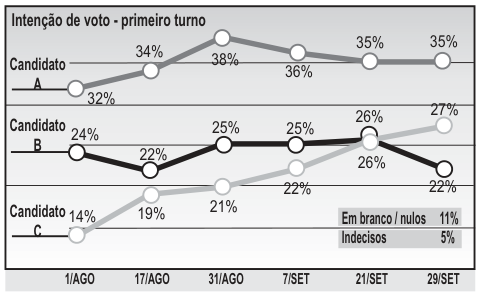 Intenção de voto - primeiro turno
Candidato
A
32%
34%
38%
36%
35%
35%
Candidato
B
24%
22%
25%
25%
26%
22%
Candidato
C
14%
19%
21%
22%
26%
27%
Em branco / nulos 11%
Indecisos 5%
1/AGO 17/AGO 31/AGO 7/SET 21/SET 29/SET